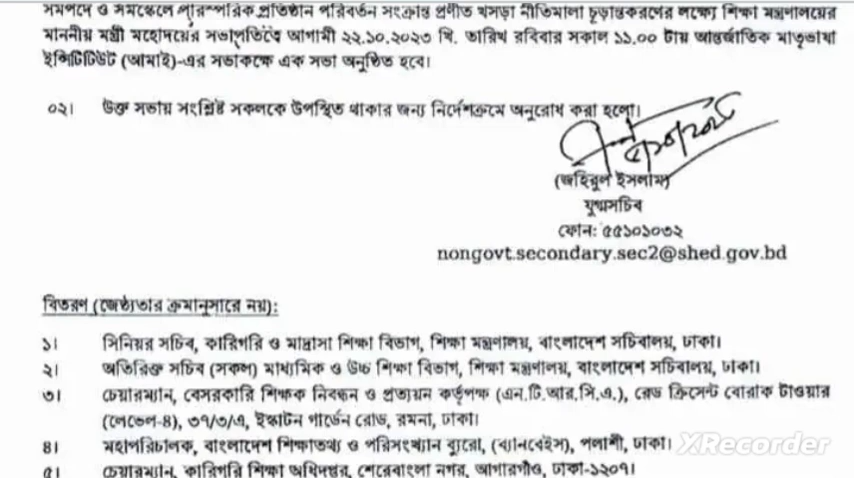 সমপদে ও সমস্কেলে পারস্পরিক প্রতিষ্ঠান পরিবর্তন সংক্রান্ত প্রণীত খসড়া নীতিমালা চূড়ান্তকরণের লক্ষ্যে শিক্ষা মন্ত্রণালয়ের
মাননীয় মন্ত্রী মহোদয়ের সভাপতিত্বে আগামী ২২.১০.২০২৩ খি. তারিখ রবিবার সকাল ১১.০০ টায় আন্তর্জাতিক মাতৃভাষা
ইন্সটিটিউট (আমাই)-এর সভাকক্ষে এক সভা অনুষ্ঠিত হবে।
০২। উক্ত সভায় সংশ্লিষ্ট সকলকে উপস্থিত থাকার জন্য নির্দেশক্রমে অনুরোধ করা হলো।
(জহিরুল ইসলাম)
যুগ্মসচিব
ফোন: ৫৫১০১০৩২
nongovt.secondary.sec2@shed.gov.bd
বিতরণ (জেষ্ঠ্যতার ক্রমানুসারে নয়):
১। সিনিয়র সচিব, কারিগরি ও মাদ্রাসা শিক্ষা বিভাগ, শিক্ষা মন্ত্রণালয়, বাংলাদেশ সচিবালয়, ঢাকা।
২। অতিরিক্ত সচিব (সকল) মাধ্যমিক ও উচ্চ শিক্ষা বিভাগ, শিক্ষা মন্ত্রণালয়, বাংলাদেশ সচিবালয়, ঢাকা।
৩। চেয়ারম্যান, বেসরকারি শিক্ষক নিবন্ধন ও প্রত্যয়ন কর্তৃপক্ষ (এন.টি.আর.সি.এ.), রেড ক্রিসেন্ট বোরাক টাওয়ার
(লেভেল-৪), ৩৭/৩/এ, ইস্কাটন গার্ডেন রোড, রমনা, ঢাকা।
৪। মহাপরিচালক, বাংলাদেশ শিক্ষাতথ্য ও পরিসংখ্যান ব্যুরো, (ব্যানবেইস), পলাশী, ঢাকা।
XRecorder
৫। চেয়ারম্যান, কারিগরি শিক্ষা অধিদপ্তর, শেরেবাংলা নগর, আগারগাঁও, ঢাকা-১২০৭।